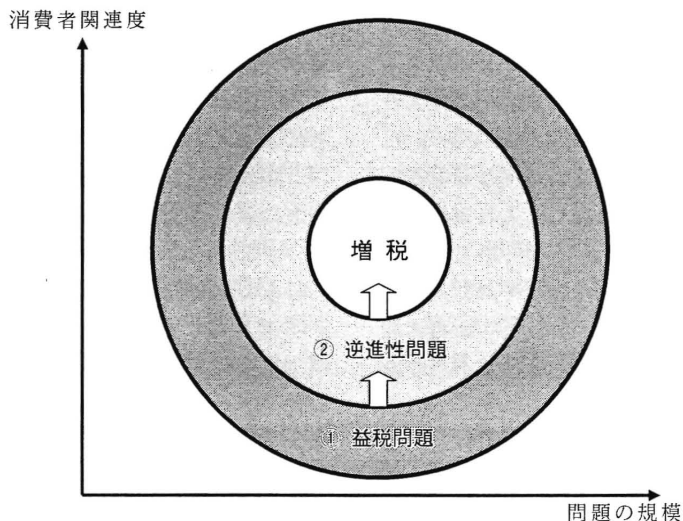 消費者関連度
増税
② 逆進性問題
① 益税問題
問題の規模